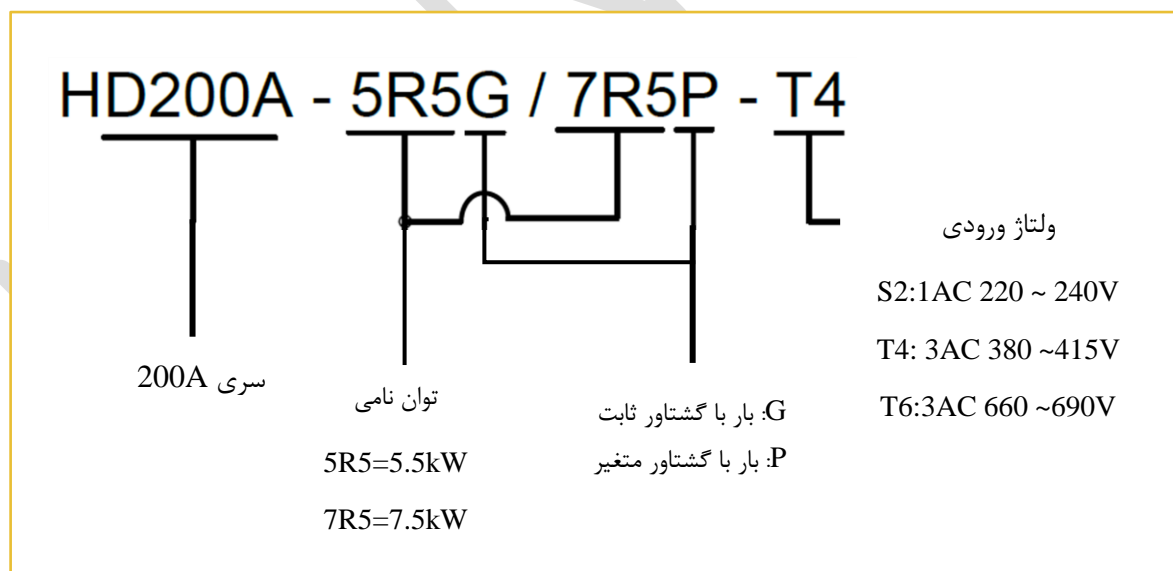 HD200A - 5R5G / 7R5P - T4
ولتاژ ورودی
S2:1AC 220 ~ 240V
T4: 3AC 380 ~415V
T6:3AC 660 ~690V
سری 200A
توان نامی
5R5=5.5kW
7R5=7.5kW
G: بار با گشتاور ثابت
P: بار با گشتاور متغیر